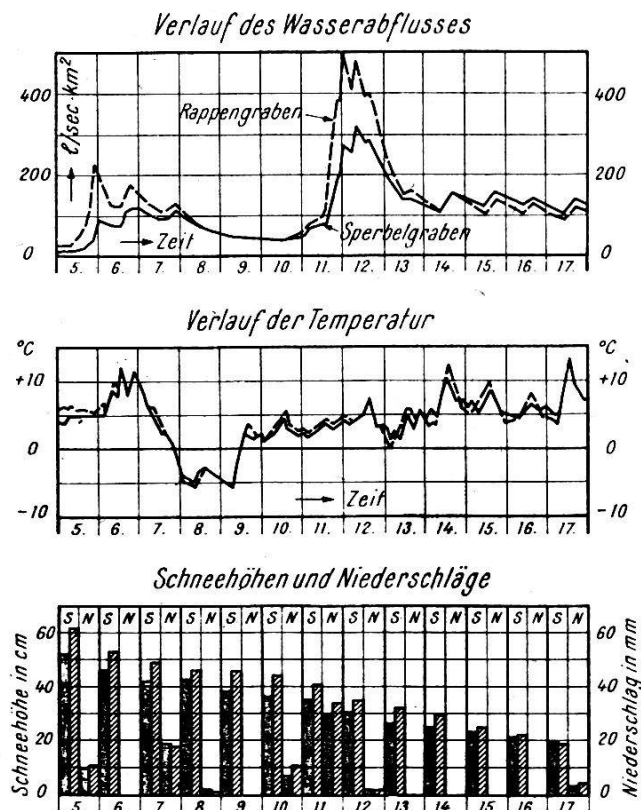 Verlauf des Wasserabflusses
ℓ/sec·km²
400
200
0
Rappengraben
Sperbelgraben
Zeit
400
200
0
5. 6. 7. 8. 9. 10. 11. 12. 13. 14. 15. 16. 17.
Verlauf der Temperatur
°C
+10
0
-10
°C
+10
0
-10
Zeit
5. 6. 7. 8. 9. 10. 11. 12. 13. 14. 15. 16. 17.
Schneehöhen und Niederschläge
S N S N S N S N S N S N S N S N S N S N S N S N S N
Schneehöhe in cm
60
40
20
0
60
40
20
0
Niederschlag in mm
5 6 7 8 9 10 11 12 13 14 15 16 17